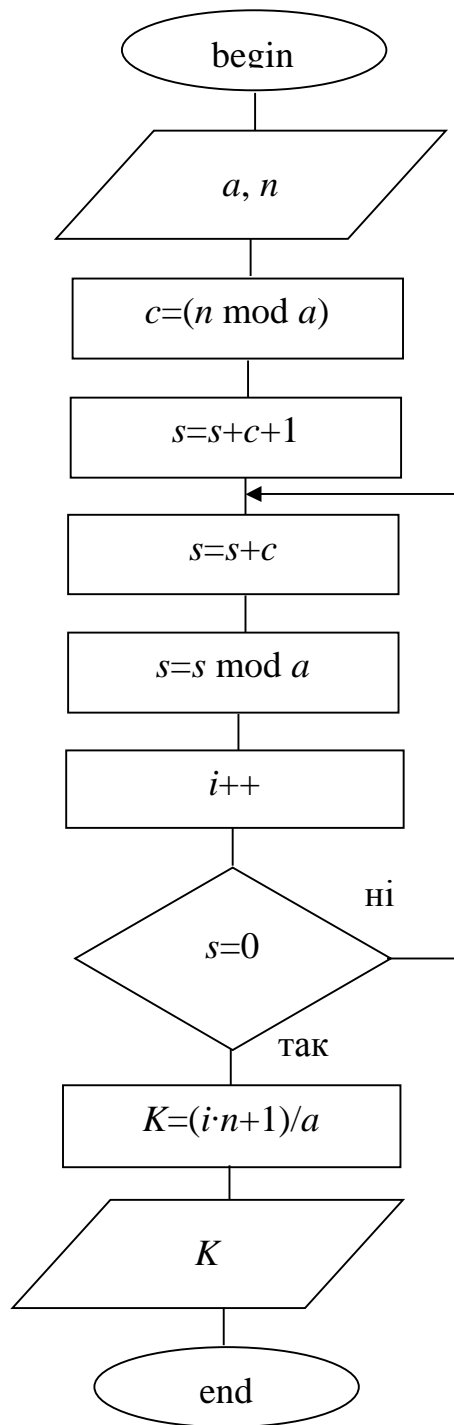 begin
a, n
c=(n mod a)
s=s+c+1
s=s+c
s=s mod a
i++
ні
s=0
так
K=(i·n+1)/a
K
end